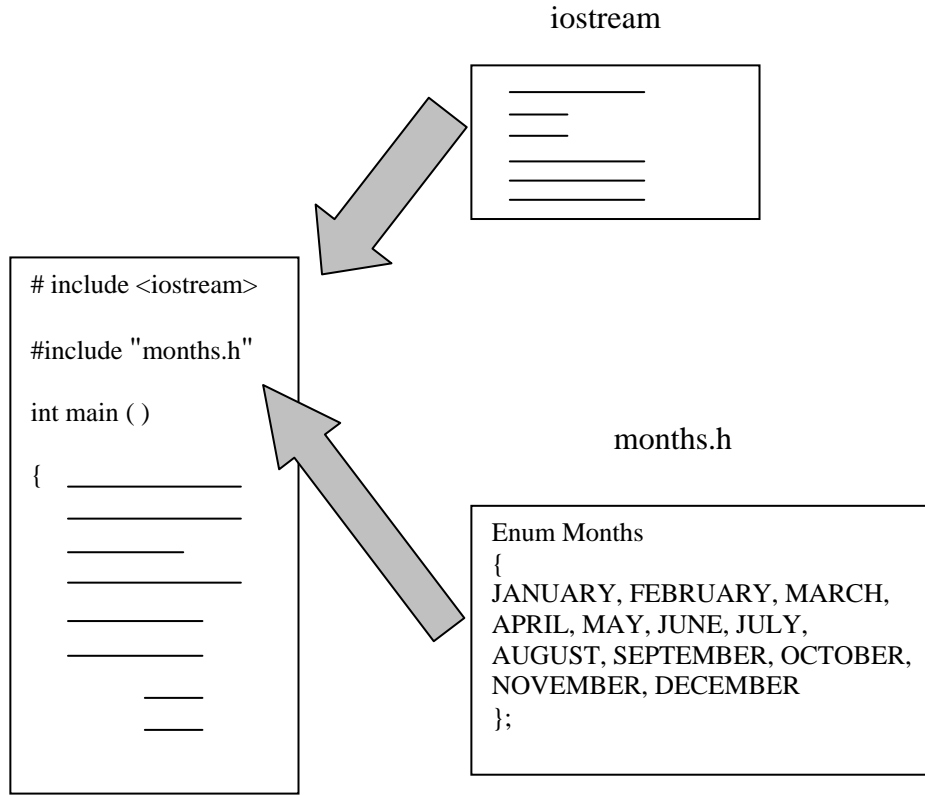 iostream
# include <iostream>
#include "months.h"
int main ( )
{
months.h
Enum Months
{
JANUARY, FEBRUARY, MARCH,
APRIL, MAY, JUNE, JULY,
AUGUST, SEPTEMBER, OCTOBER,
NOVEMBER, DECEMBER
};